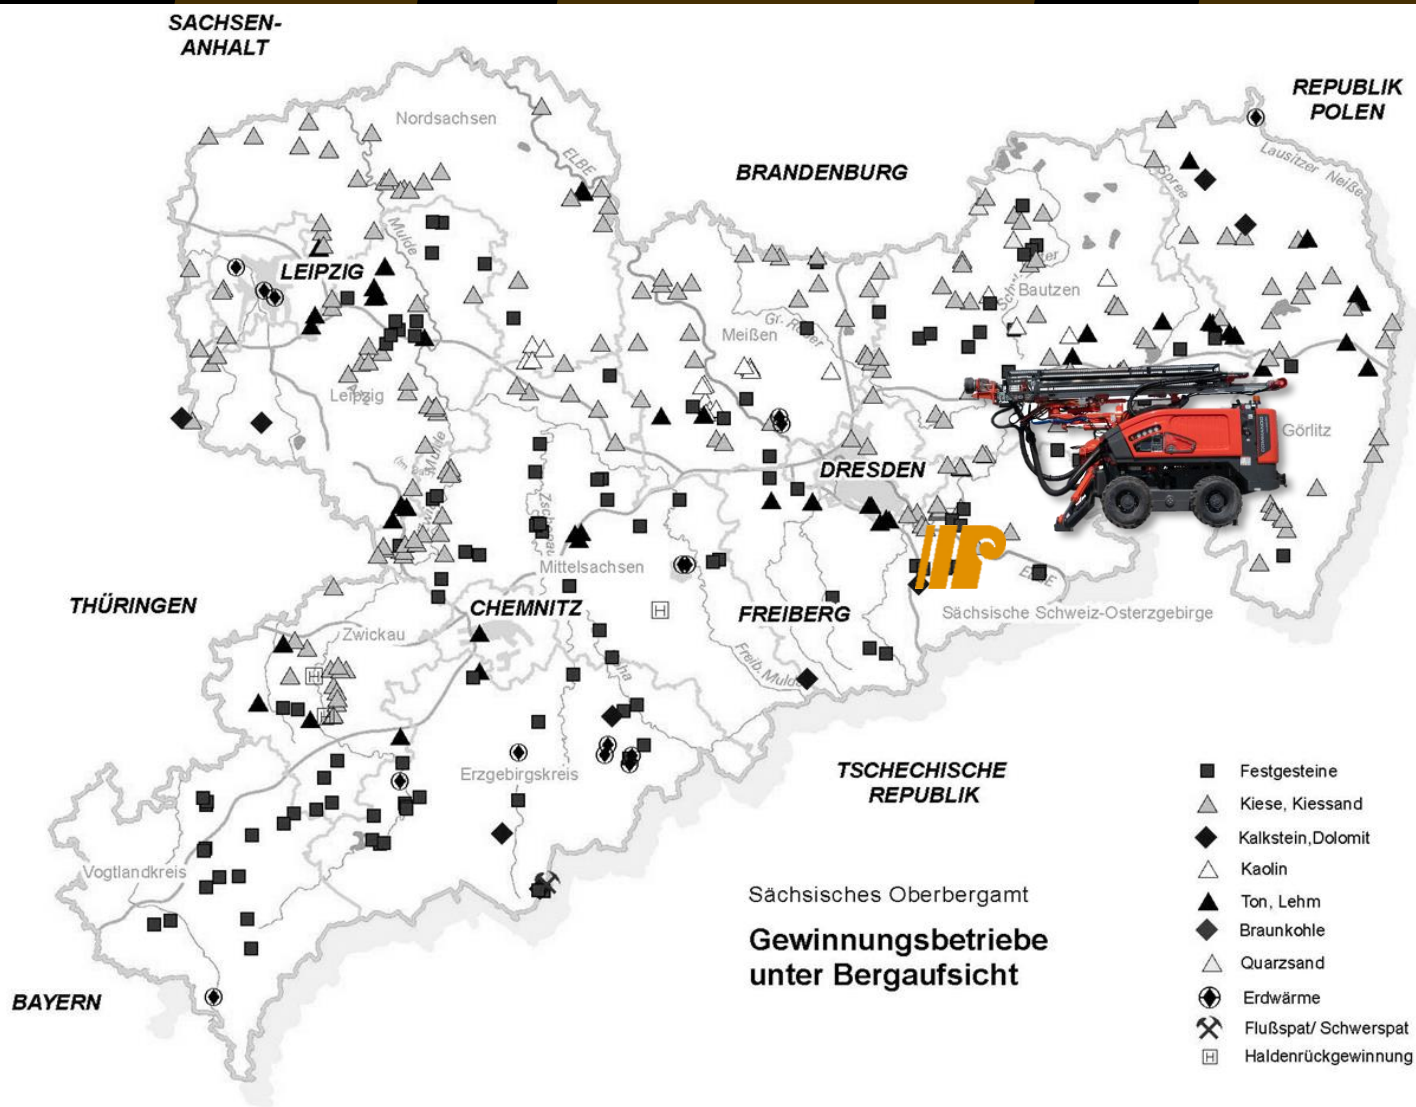 SACHSEN-
ANHALT
REPUBLIK
POLEN
Nordsachsen
ELBE
BRANDENBURG
Lausitzer Neiße
Spree
Mulde
LEIPZIG
Bautzen
Meißen
Leipzig
Görlitz
DRESDEN
Mulde
Mittelsachsen
THÜRINGEN
CHEMNITZ
FREIBERG
Sächsische Schweiz-Osterzgebirge
Zwickau
Freib. Mulde
Erzgebirgskreis
TSCHECHISCHE
REPUBLIK
Vogtlandkreis
BAYERN
Sächsisches Oberbergamt
Gewinnungsbetriebe
unter Bergaufsicht
Festgesteine
Kiese, Kiessand
Kalkstein,Dolomit
Kaolin
Ton, Lehm
Braunkohle
Quarzsand
Erdwärme
Flußspat/ Schwerspat
H Haldenrückgewinnung